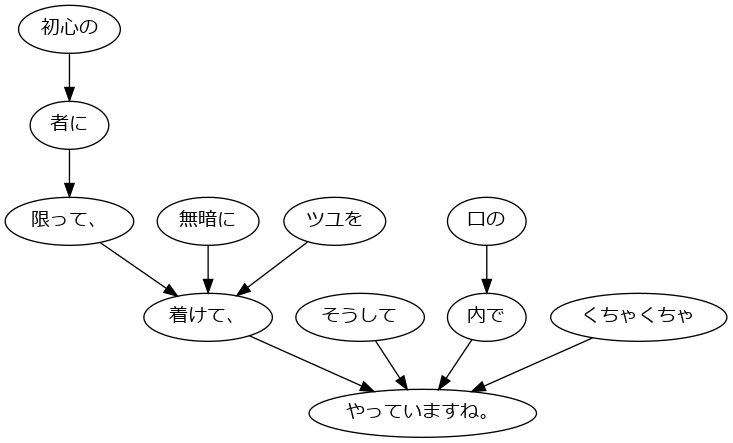 初心の
者に
限って、
無暗に
ツユを
口の
着けて、
そうして
内で
くちゃくちゃ
やっていますね。